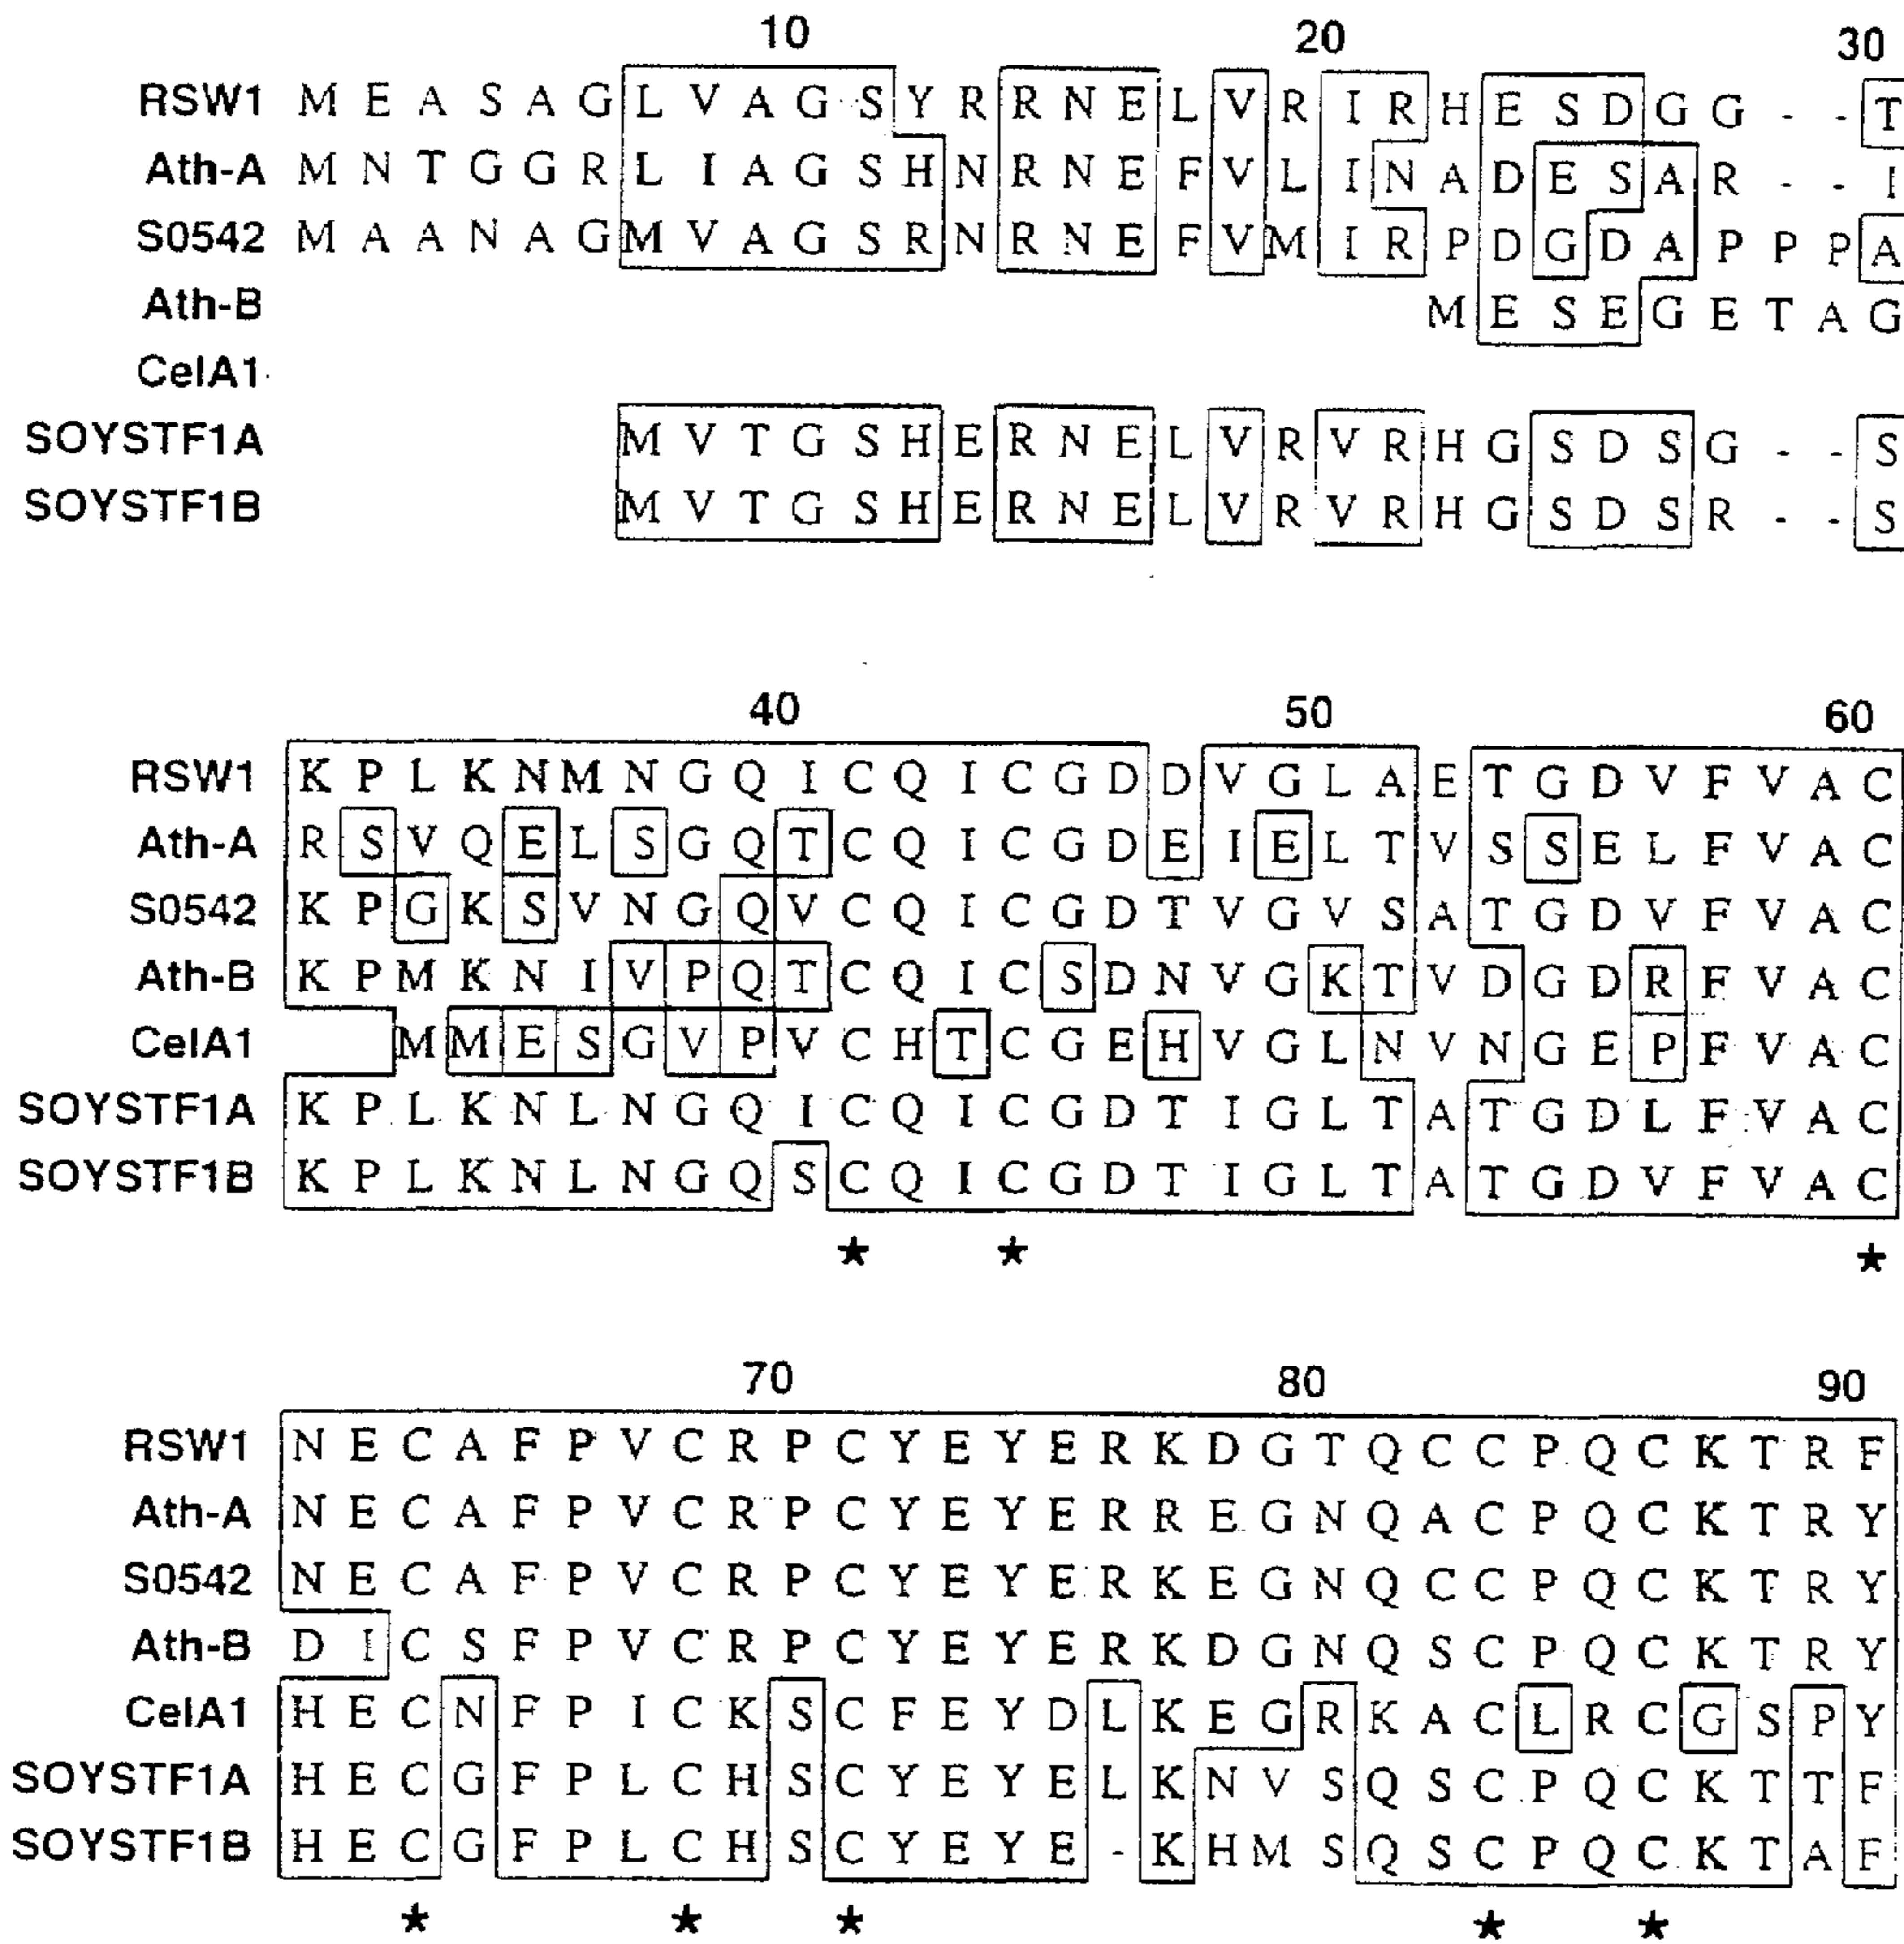 10 20 30
RSW1 M E A S A G L V A G S Y R R N E L V R I R H E S D G G - - T
Ath-A M N T G G R L I A G S H N R N E F V L I N A D E S A R - - I
S0542 M A A N A G M V A G S R N R N E F V M I R P D G D A P P P A
Ath-B M E S E G E T A G
CelA1
SOYSTF1A M V T G S H E R N E L V R V R H G S D S G - - S
SOYSTF1B M V T G S H E R N E L V R V R H G S D S R - - S
40 50 60
RSW1 K P L K N M N G Q I C Q I C G D D V G L A E T G D V F V A C
Ath-A R S V Q E L S G Q T C Q I C G D E I E L T V S S E L F V A C
S0542 K P G K S V N G Q V C Q I C G D T V G V S A T G D V F V A C
Ath-B K P M K N I V P Q T C Q I C S D N V G K T V D G D R F V A C
CelA1 M M E S G V P V C H T C G E H V G L N V N G E P F V A C
SOYSTF1A K P L K N L N G Q I C Q I C G D T I G L T A T G D L F V A C
SOYSTF1B K P L K N L N G Q S C Q I C G D T I G L T A T G D V F V A C
★ ★ ★
70 80 90
RSW1 N E C A F P V C R P C Y E Y E R K D G T Q C C P Q C K T R F
Ath-A N E C A F P V C R P C Y E Y E R R E G N Q A C P Q C K T R Y
S0542 N E C A F P V C R P C Y E Y E R K E G N Q C C P Q C K T R Y
Ath-B D I C S F P V C R P C Y E Y E R K D G N Q S C P Q C K T R Y
CelA1 H E C N F P I C K S C F E Y D L K E G R K A C L R C G S P Y
SOYSTF1A H E C G F P L C H S C Y E Y E L K N V S Q S C P Q C K T T F
SOYSTF1B H E C G F P L C H S C Y E Y E - K H M S Q S C P Q C K T A F
★ ★ ★ ★ ★